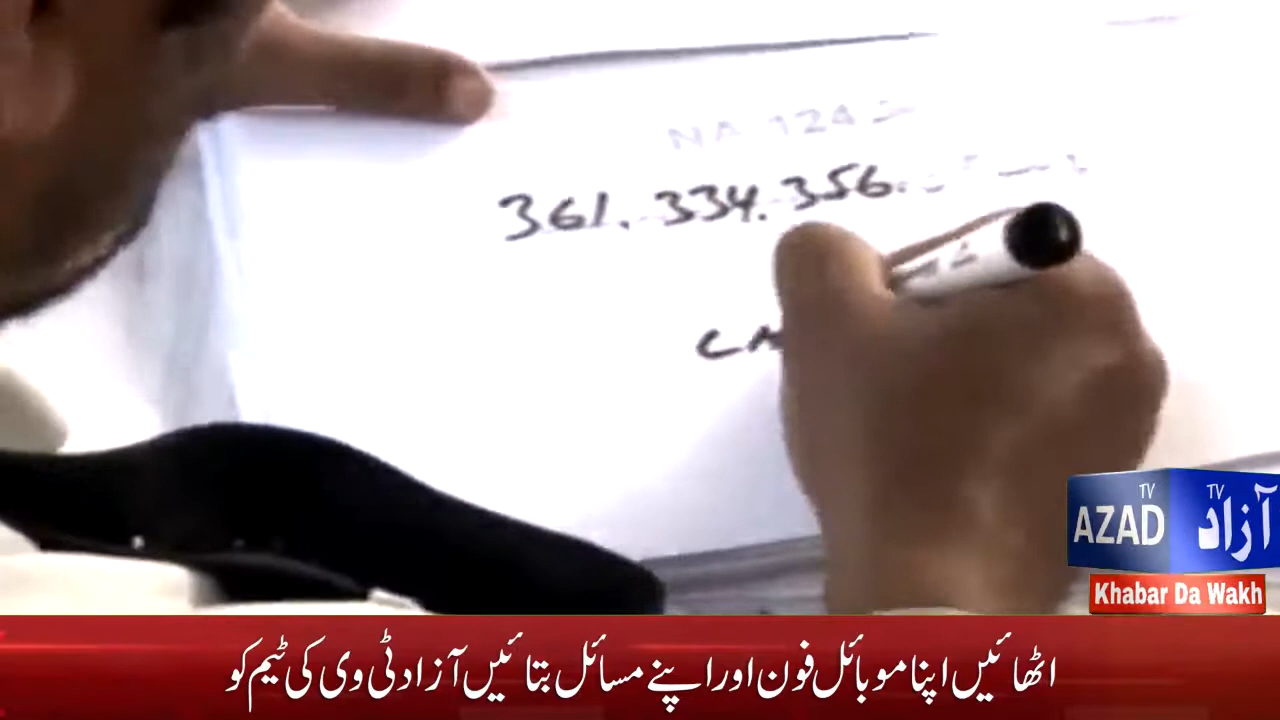 NA 124
361. 334. 356.
CA
TV TV
AZAD آزاد
Khabar Da Wakh
اٹھائیں اپنا موبائل فون اور اپنے مسائل بتائیں آزاد ٹی وی کی ٹیم کو